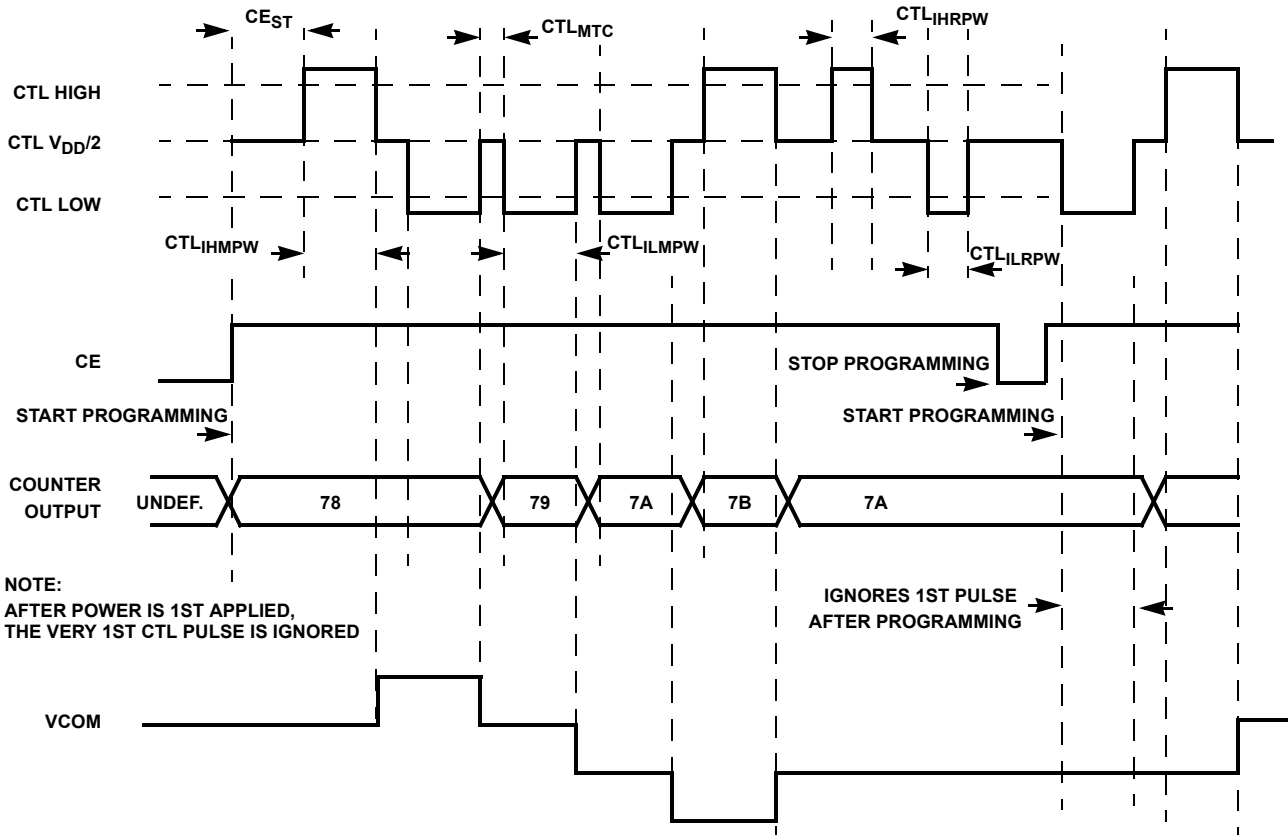 CE_ST
CTL_MTC
CTL_IHRPW
CTL HIGH
CTL V_DD/2
CTL LOW
CTL_IHMPW
CTL_ILMPW
CTL_ILRPW
CE
STOP PROGRAMMING
START PROGRAMMING
START PROGRAMMING
COUNTER
OUTPUT
UNDEF.
78
79
7A
7B
7A
NOTE:
AFTER POWER IS 1ST APPLIED,
THE VERY 1ST CTL PULSE IS IGNORED
IGNORES 1ST PULSE
AFTER PROGRAMMING
VCOM